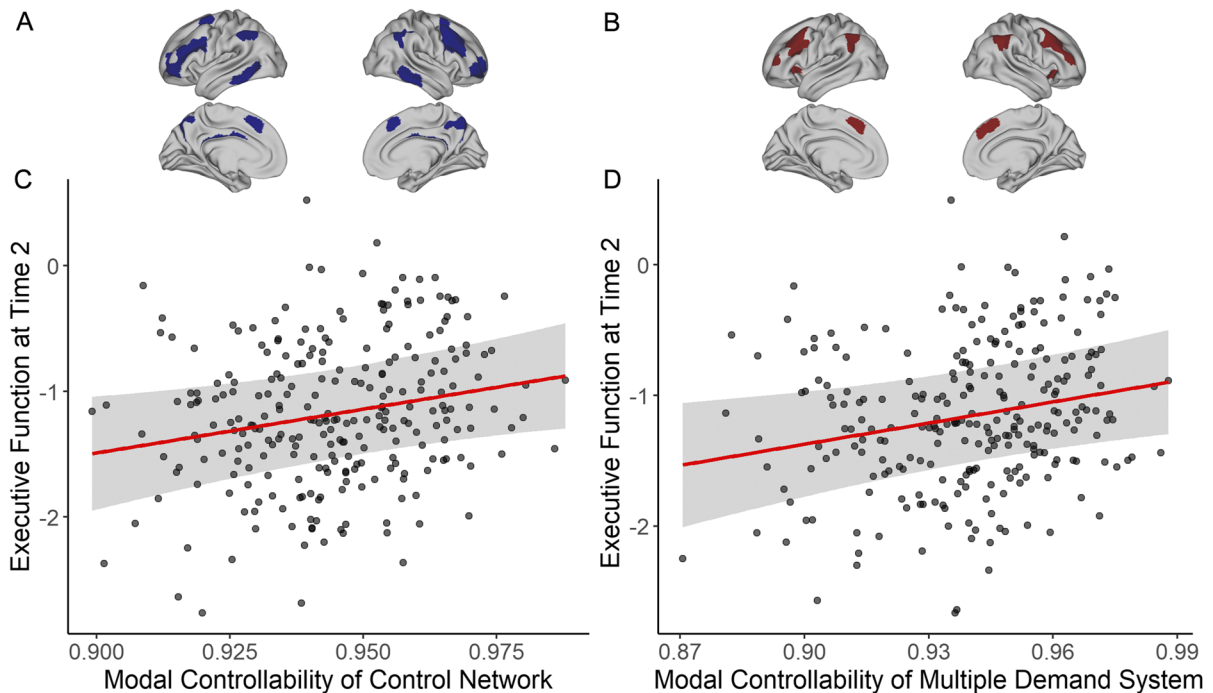 A
B
C
D
Executive Function at Time 2
0
-1
-2
0.900
0.925
0.950
0.975
Modal Controllability of Control Network
Executive Function at Time 2
0
-1
-2
0.87
0.90
0.93
0.96
0.99
Modal Controllability of Multiple Demand System